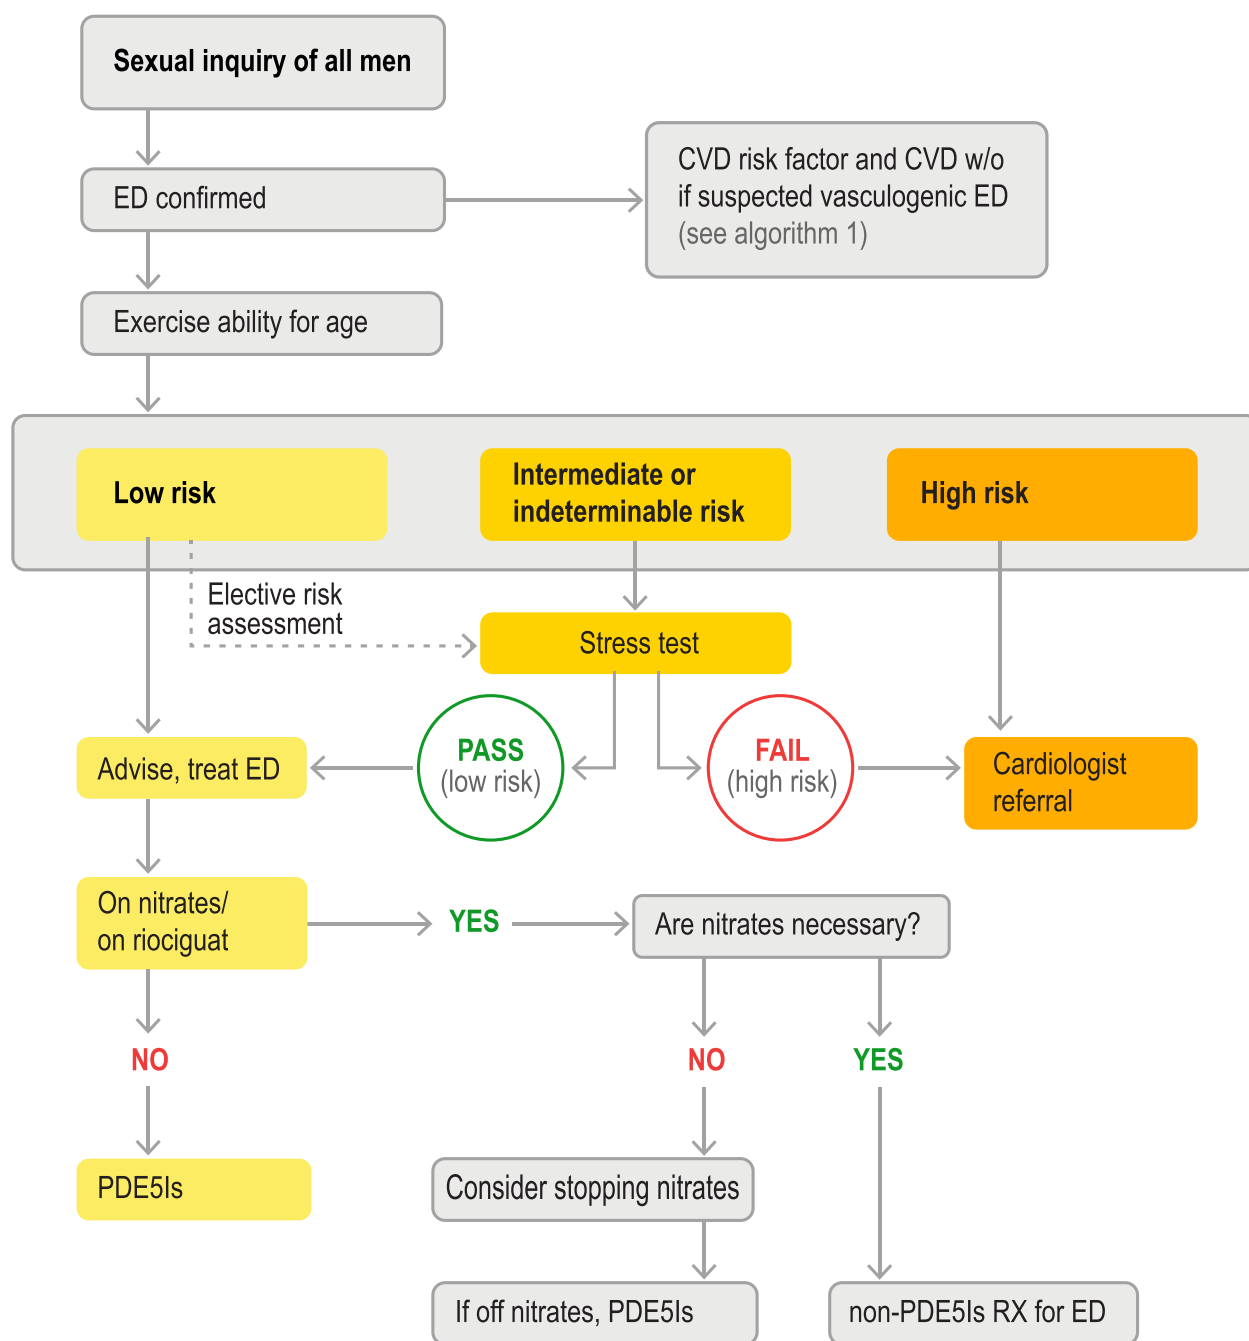 Sexual inquiry of all men
ED confirmed
CVD risk factor and CVD w/o
if suspected vasculogenic ED
(see algorithm 1)
Exercise ability for age
Low risk
Intermediate or
indeterminable risk
High risk
Elective risk
assessment
Stress test
Advise, treat ED
PASS
(low risk)
FAIL
(high risk)
Cardiologist
referral
On nitrates/
on riociguat
YES
Are nitrates necessary?
NO
NO
YES
PDE5Is
Consider stopping nitrates
If off nitrates, PDE5Is
non-PDE5Is RX for ED